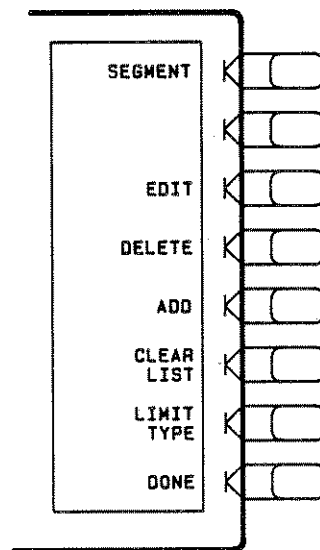 SEGMENT
EDIT
DELETE
ADD
CLEAR
LIST
LIMIT
TYPE
DONE